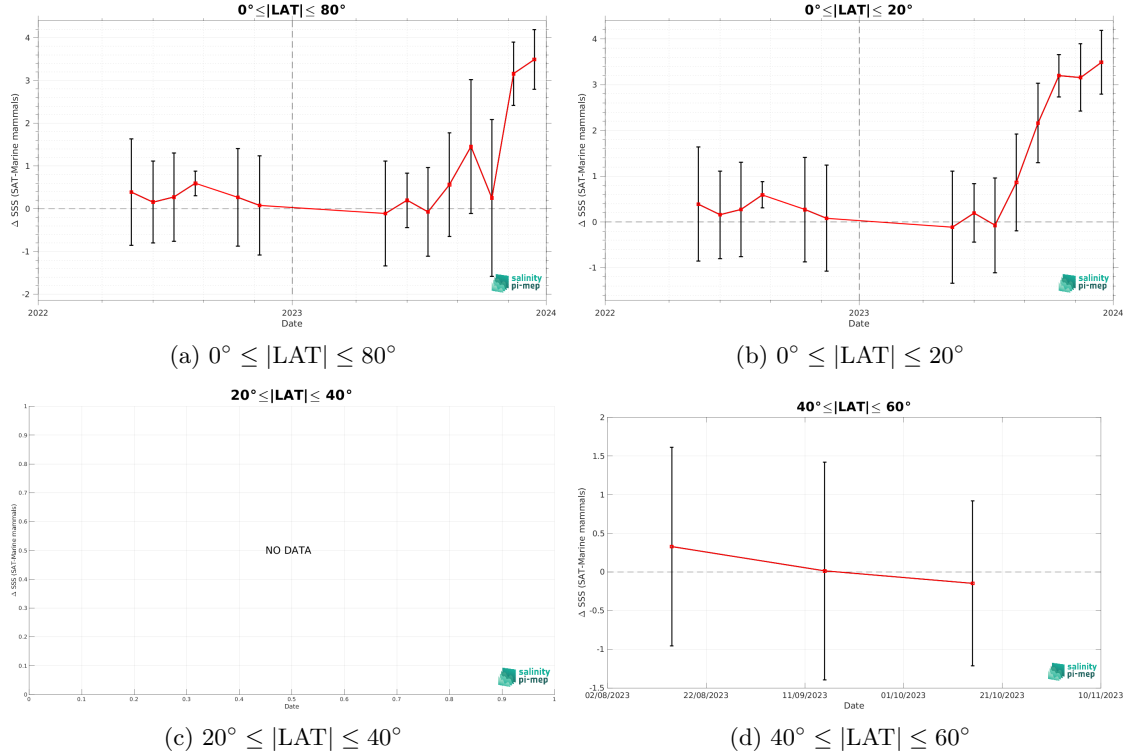 0°≤|LAT|≤ 80°
4
3
2
1
0
-1
-2
Δ SSS (SAT-Marine mammals)
2022
2023
2024
Date
salinity
pi-mep
(a) 0° ≤ |LAT| ≤ 80°
0°≤|LAT|≤ 20°
4
3
2
1
0
-1
Δ SSS (SAT-Marine mammals)
2022
2023
2024
Date
salinity
pi-mep
(b) 0° ≤ |LAT| ≤ 20°
20°≤|LAT|≤ 40°
1
0.9
0.8
0.7
0.6
0.5
0.4
0.3
0.2
0.1
0
Δ SSS (SAT-Marine mammals)
NO DATA
0 0.1 0.2 0.3 0.4 0.5 0.6 0.7 0.8 0.9 1
Date
salinity
pi-mep
(c) 20° ≤ |LAT| ≤ 40°
40°≤|LAT|≤ 60°
2
1.5
1
0.5
0
-0.5
-1
-1.5
Δ SSS (SAT-Marine mammals)
02/08/2023 22/08/2023 11/09/2023 01/10/2023 21/10/2023 10/11/2023
Date
salinity
pi-mep
(d) 40° ≤ |LAT| ≤ 60°